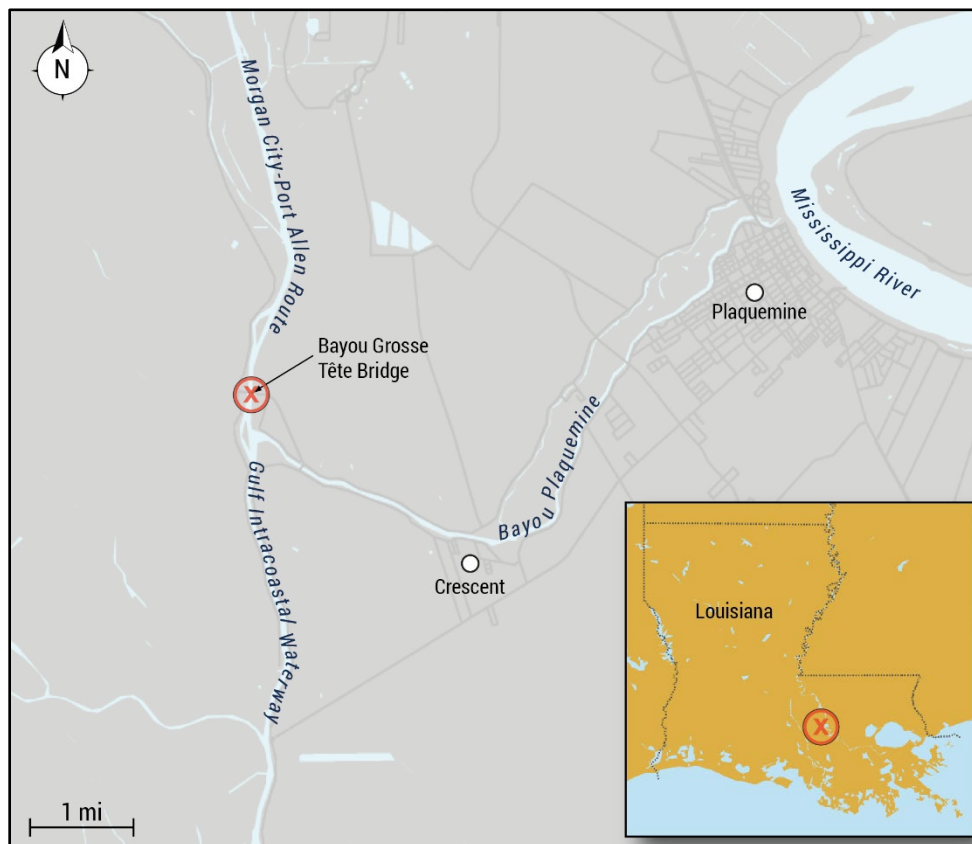 N
Morgan City-Port Allen Route
Mississippi River
Plaquemine
Bayou Grosse
Tête Bridge
X
Bayou Plaquemine
Gulf Intracoastal Waterway
Crescent
Louisiana
X
1 mi